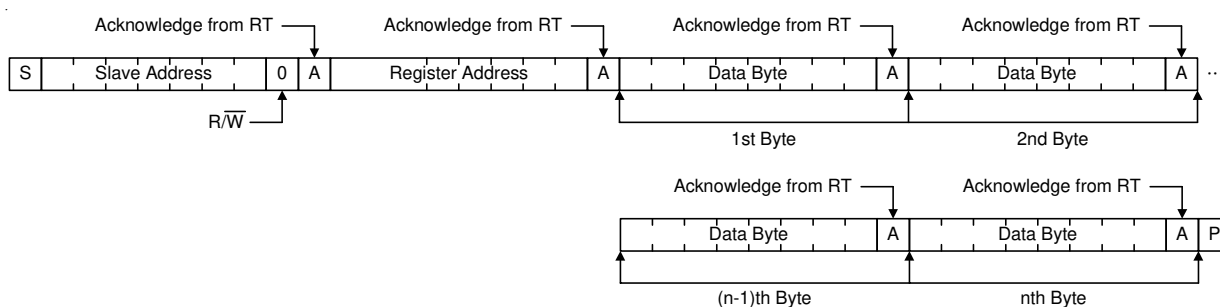 Acknowledge from RT Acknowledge from RT Acknowledge from RT Acknowledge from RT
S Slave Address 0 A Register Address A Data Byte A Data Byte A ..
R/W̅
1st Byte 2nd Byte
Acknowledge from RT Acknowledge from RT
Data Byte A Data Byte A P
(n-1)th Byte nth Byte